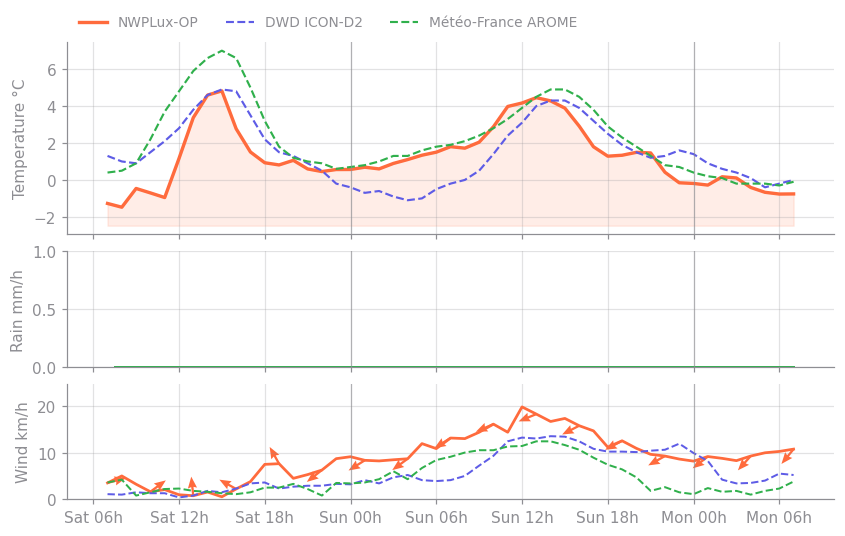 NWPLux-OP DWD ICON-D2 Météo-France AROME
Temperature °C
6
4
2
0
−2
Rain mm/h
1.0
0.5
0.0
Wind km/h
20
10
0
Sat 06h Sat 12h Sat 18h Sun 00h Sun 06h Sun 12h Sun 18h Mon 00h Mon 06h